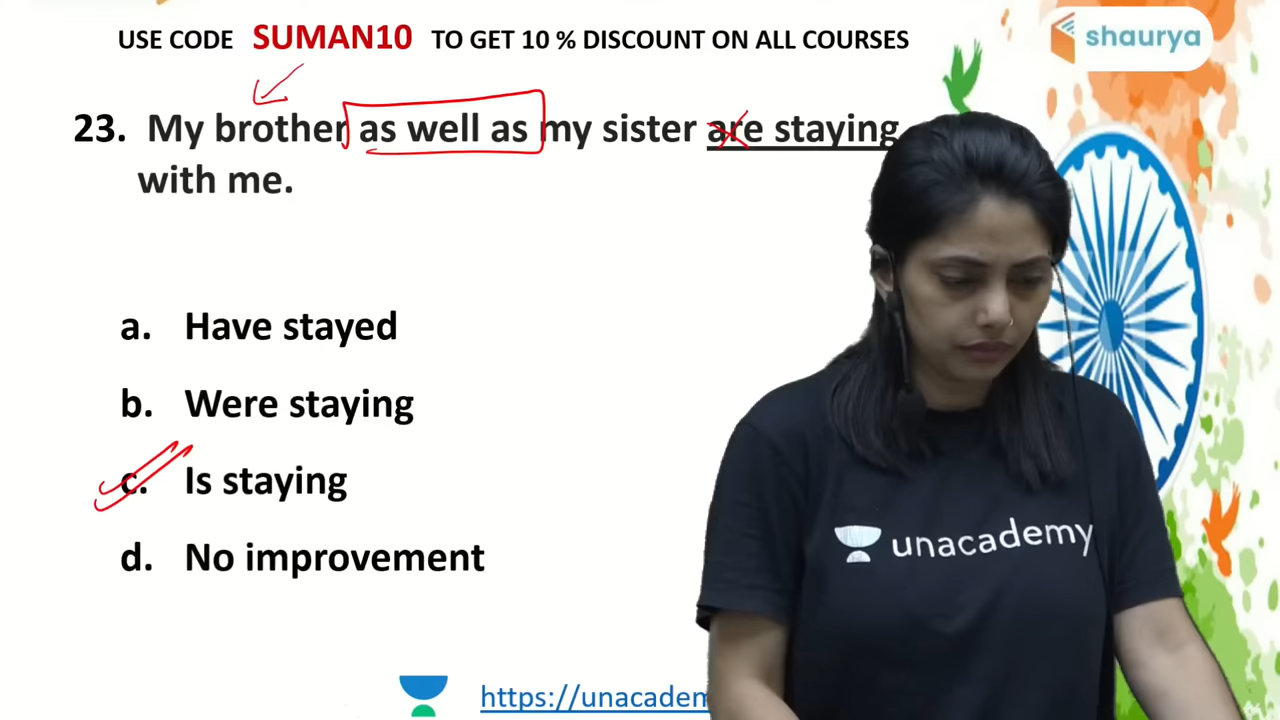 USE CODE SUMAN10 TO GET 10 % DISCOUNT ON ALL COURSES
shaurya
23. My brother as well as my sister are staying
with me.
a. Have stayed
b. Were staying
c. Is staying
d. No improvement
unacademy
https://unacadem